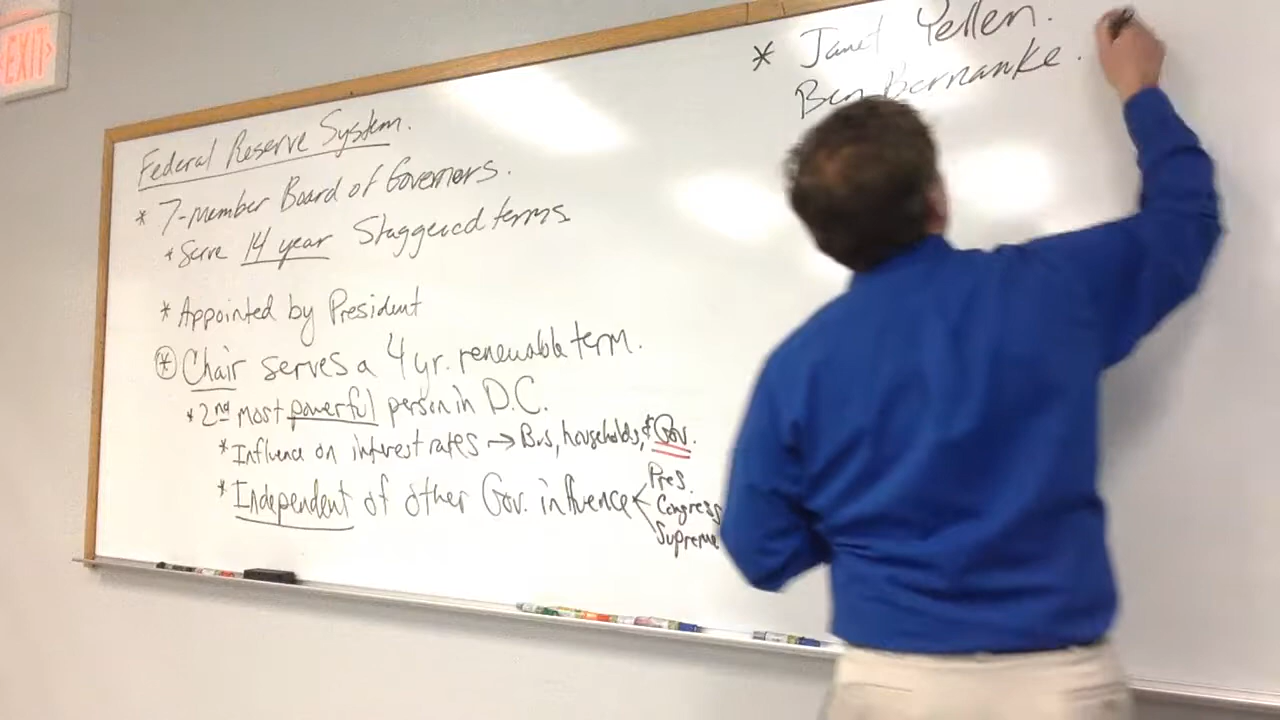 EXIT
Federal Reserve System.
* 7-member Board of Governors.
* Serve 14 year Staggered terms
* Appointed by President
* Chair serves a 4 yr. renewable term.
* 2nd most powerful person in D.C.
* Influence on interest rates → Bus, households, & Gov.
* Independent of other Gov. influence
Pres.
Congress
Supreme
* Janet Yellen.
Ben Bernanke.